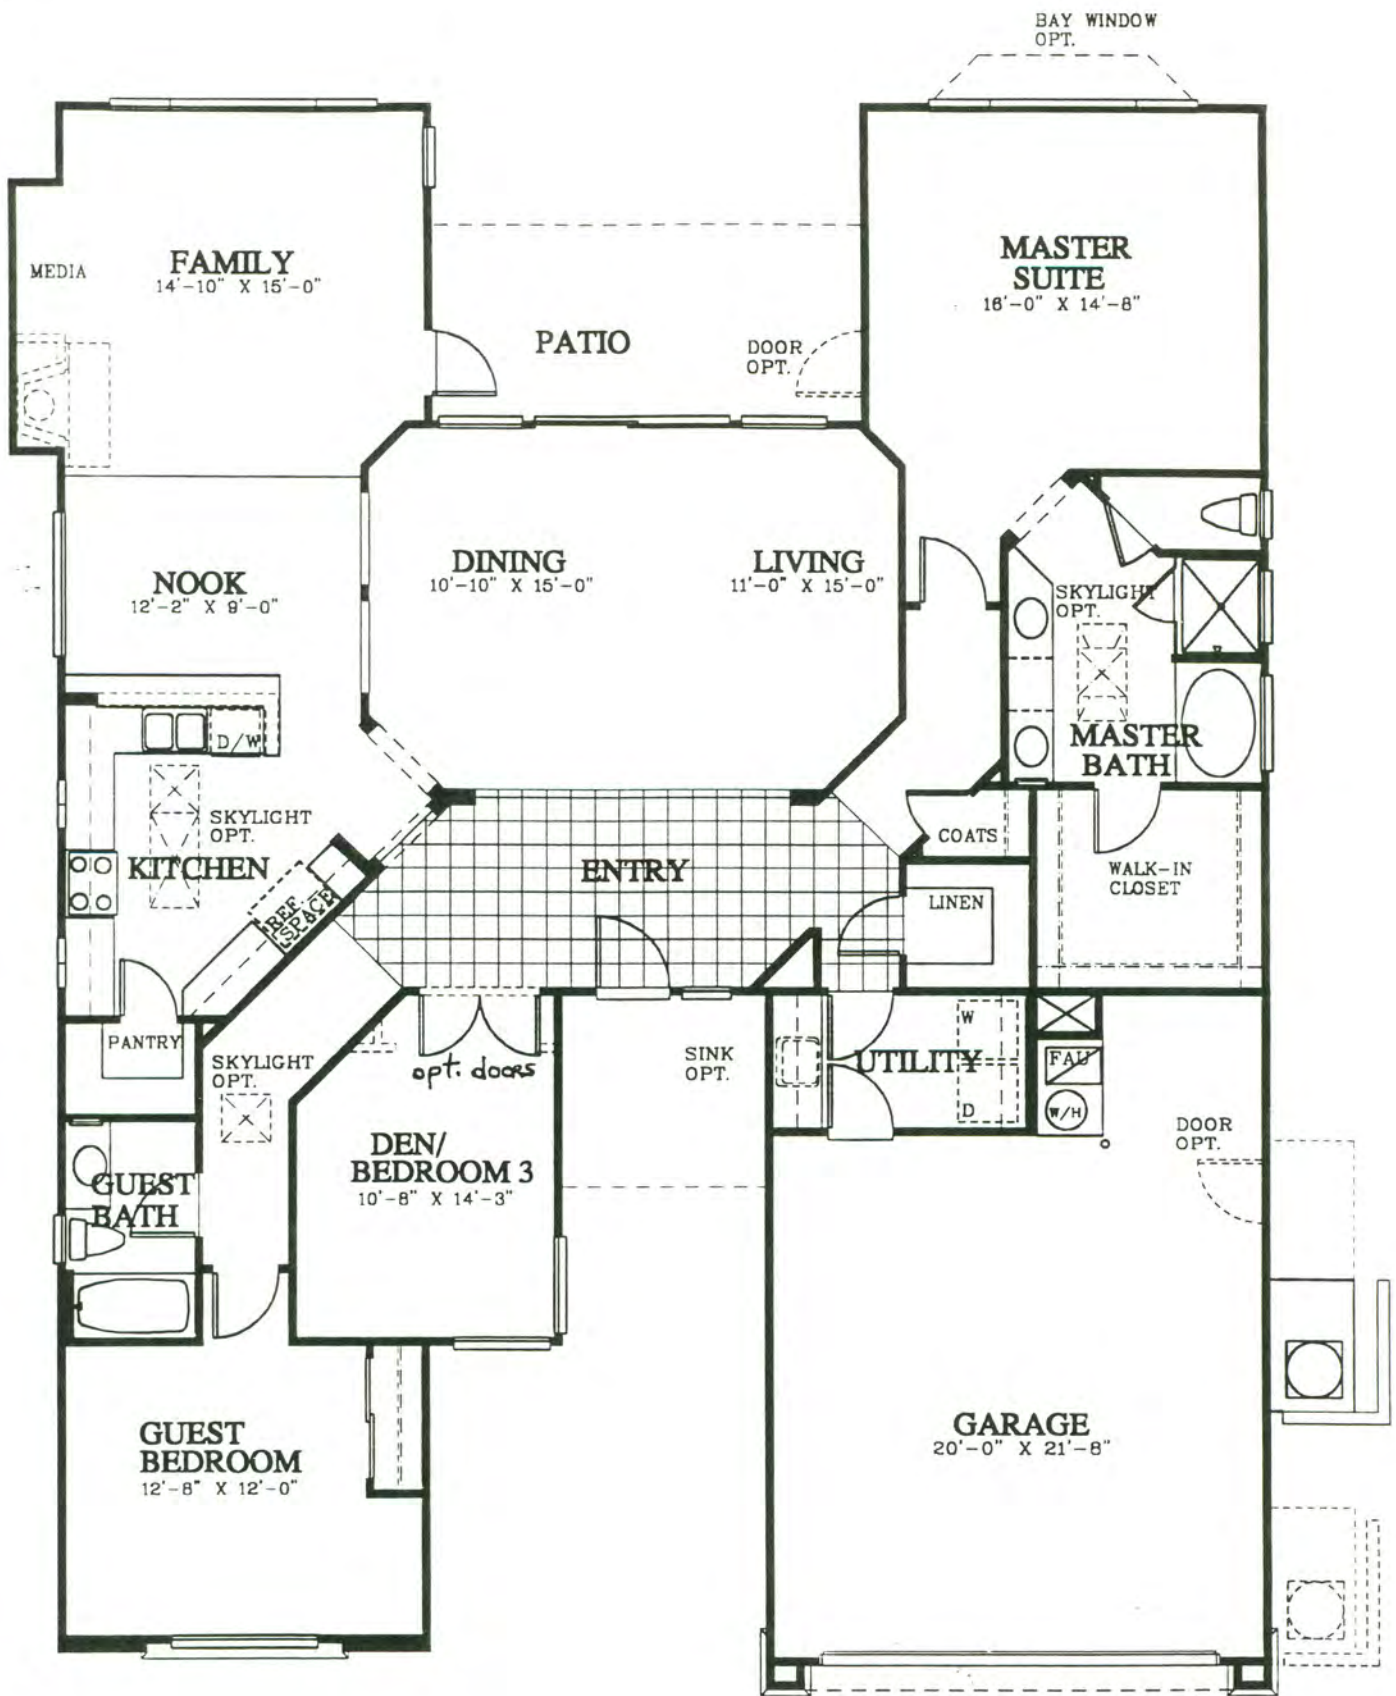 BAY WINDOW
OPT.
FAMILY
14'-10" X 15'-0"
MEDIA
MASTER
SUITE
16'-0" X 14'-8"
PATIO
DOOR
OPT.
DINING
10'-10" X 15'-0"
LIVING
11'-0" X 15'-0"
NOOK
12'-2" X 9'-0"
SKYLIGHT
OPT.
D/W
MASTER
BATH
SKYLIGHT
OPT.
KITCHEN
REF.
SPACE
ENTRY
COATS
WALK-IN
CLOSET
LINEN
PANTRY
SKYLIGHT
OPT.
opt. doors
SINK
OPT.
W
UTILITY
D
FAU
W/H
DOOR
OPT.
DEN/
BEDROOM 3
10'-8" X 14'-3"
GUEST
BATH
GUEST
BEDROOM
12'-8" X 12'-0"
GARAGE
20'-0" X 21'-8"